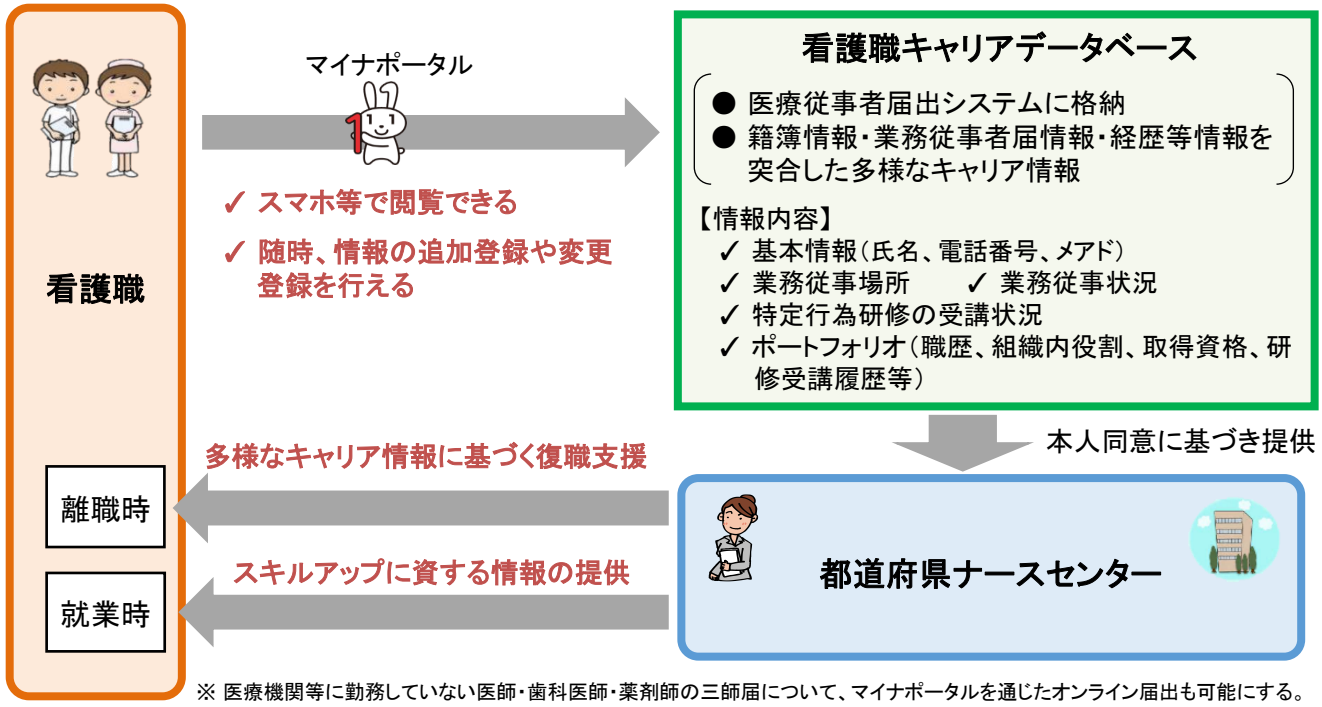 マイナポータル
✓ スマホ等で閲覧できる
✓ 随時、情報の追加登録や変更
登録を行える
看護職
看護職キャリアデータベース
● 医療従事者届出システムに格納
● 籍簿情報・業務従事者届情報・経歴等情報を
突合した多様なキャリア情報
【情報内容】
✓ 基本情報（氏名、電話番号、メアド）
✓ 業務従事場所 ✓ 業務従事状況
✓ 特定行為研修の受講状況
✓ ポートフォリオ（職歴、組織内役割、取得資格、研
修受講履歴等）
本人同意に基づき提供
多様なキャリア情報に基づく復職支援
離職時
スキルアップに資する情報の提供
就業時
都道府県ナースセンター
※ 医療機関等に勤務していない医師・歯科医師・薬剤師の三師届について、マイナポータルを通じたオンライン届出も可能にする。